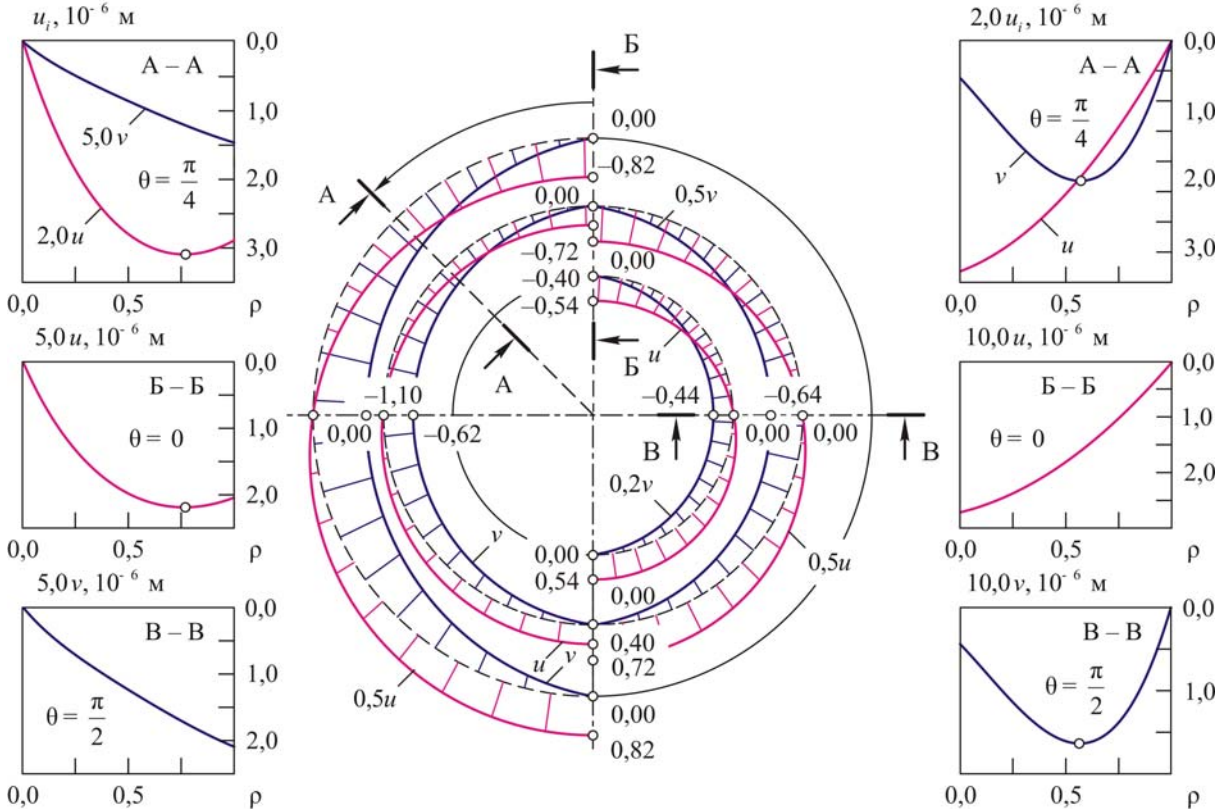 u_i, 10⁻⁶ м
0,0
А – А
1,0
5,0 v
θ = π/4
2,0
2,0 u
3,0
0,0
0,5
ρ
5,0 u, 10⁻⁶ м
0,0
Б – Б
1,0
θ = 0
2,0
0,0
0,5
ρ
5,0 v, 10⁻⁶ м
0,0
В – В
1,0
θ = π/2
2,0
0,0
0,5
ρ
Б
0,00
–0,82
А
0,00
0,5v
–0,72
0,00
–0,40
–0,54
u
А
Б
–1,10
–0,44
–0,64
0,00
–0,62
0,00
0,00
В
В
0,2v
v
0,00
0,54
0,00
0,5u
0,40
u
v
0,72
0,5u
0,00
0,82
2,0 u_i, 10⁻⁶ м
0,0
А – А
1,0
θ = π/4
v
2,0
u
3,0
0,0
0,5
ρ
10,0 u, 10⁻⁶ м
0,0
Б – Б
1,0
θ = 0
2,0
0,0
0,5
ρ
10,0 v, 10⁻⁶ м
0,0
В – В
1,0
θ = π/2
0,0
0,5
ρ